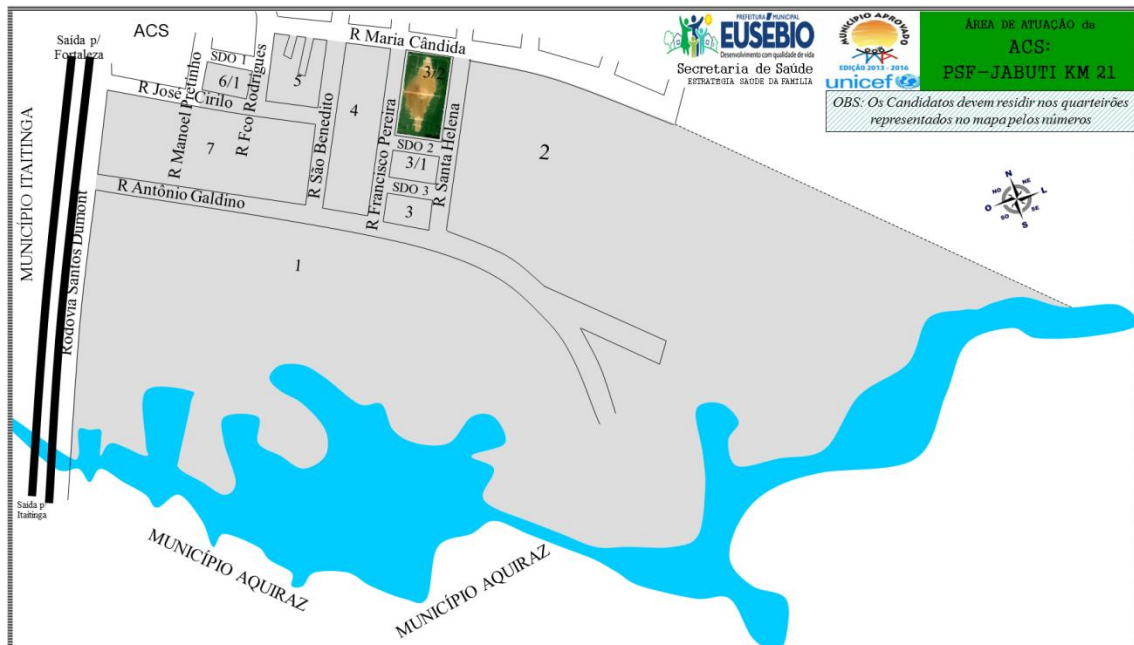 Saída p/
Fortaleza
ACS
R Maria Cândida
PREFEITURA MUNICIPAL
EUSÉBIO
Desenvolvimento com qualidade de vida
Secretaria de Saúde
ESTRATEGIA SAODE DA FAMILIA
MUNICÍPIO APROVADO
EDIÇÃO 2013 - 2016
unicef
ÁREA DE ATUAÇÃO da
ACS:
PSF-JABUTI KM 21
OBS: Os Candidatos devem residir nos quarteirões
representados no mapa pelos números
SDO 1
6/1
5
3/2
4
2
R José Cirilo
R Manoel Pretinho
R Fco Rodrigues
7
R São Benedito
R Francisco Pereira
SDO 2
3/1
SDO 3
3
R Santa Helena
R Antônio Galdino
1
MUNICÍPIO ITAITINGA
Rodovia Santos Dumont
N
NE
L
SE
S
SO
O
NO
Saída p/
Itaitinga
MUNICÍPIO AQUIRAZ
MUNICÍPIO AQUIRAZ